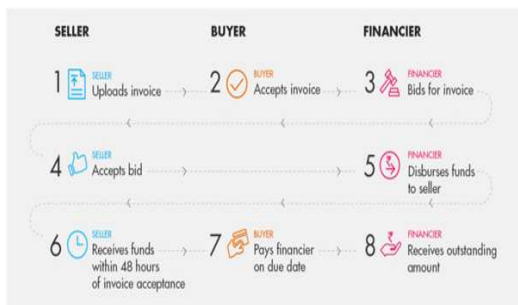 SELLER BUYER FINANCIER
1 SELLER
Uploads invoice
2 BUYER
Accepts invoice
3 FINANCIER
Bids for invoice
4 SELLER
Accepts bid
5 FINANCIER
Disburses funds
to seller
6 SELLER
Receives funds
within 48 hours
of invoice acceptance
7 BUYER
Pays financier
on due date
8 FINANCIER
Receives outstanding
amount